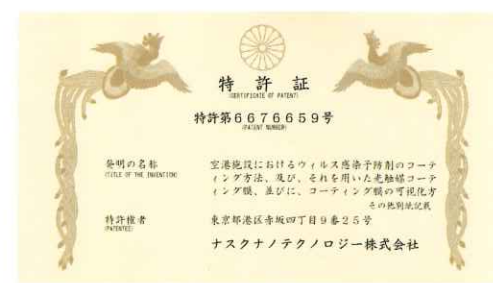 特許証
(CERTIFICATE OF PATENT)
特許第6676659号
(PATENT NUMBER)
発明の名称
(TITLE OF THE INVENTION)
空港施設におけるウィルス感染予防剤のコーテ
ィング方法、及び、それを用いた光触媒コーテ
ィング膜、並びに、コーティング膜の可視化方
その他別紙記載
特許権者
(PATENTEE)
東京都港区赤坂四丁目9番25号
ナスクナノテクノロジー株式会社